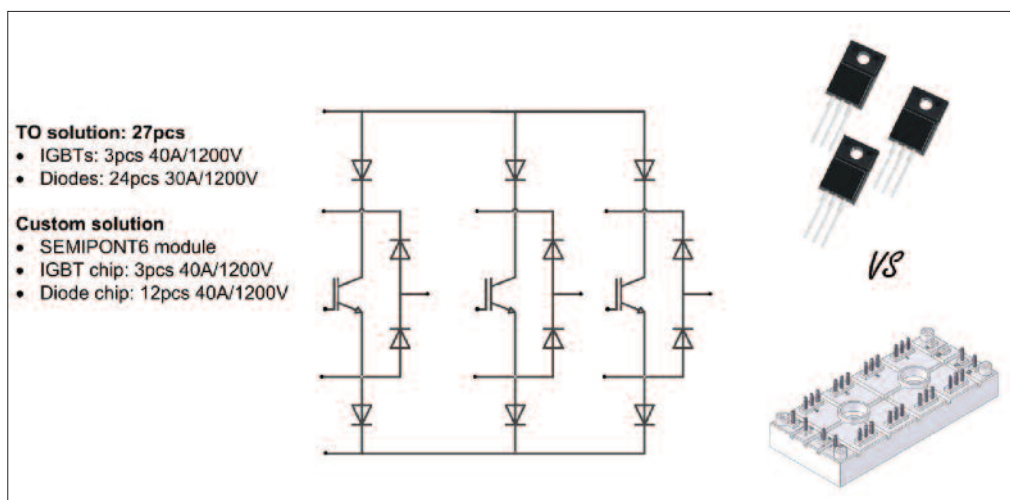 TO solution: 27pcs
• IGBTs: 3pcs 40A/1200V
• Diodes: 24pcs 30A/1200V
Custom solution
• SEMIPONT6 module
• IGBT chip: 3pcs 40A/1200V
• Diode chip: 12pcs 40A/1200V
VS